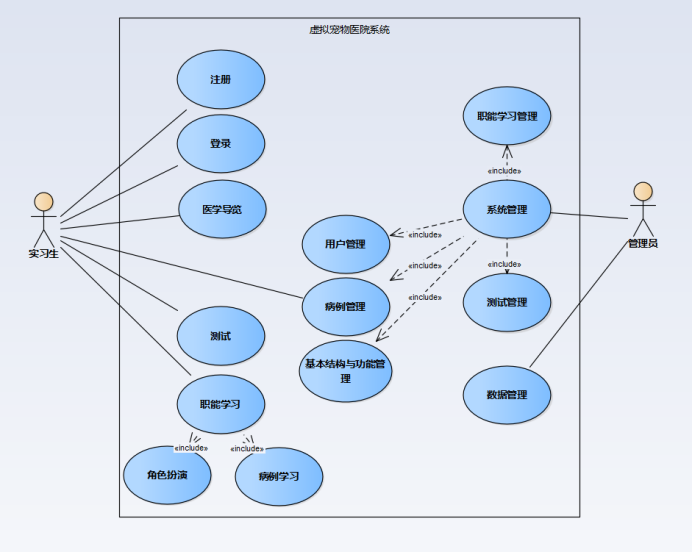 虚拟宠物医院系统
注册
职能学习管理
登录
«include»
医学导览
系统管理
实习生
管理员
用户管理
«include»
«include»
«include»
病例管理
«include»
测试管理
测试
基本结构与功能管
理
数据管理
职能学习
«include»
«include»
角色扮演
病例学习